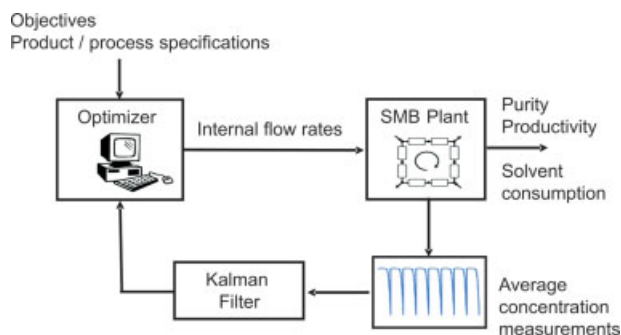 Objectives
Product / process specifications
Optimizer
Internal flow rates
SMB Plant
Purity
Productivity
Solvent
consumption
Kalman
Filter
Average
concentration
measurements